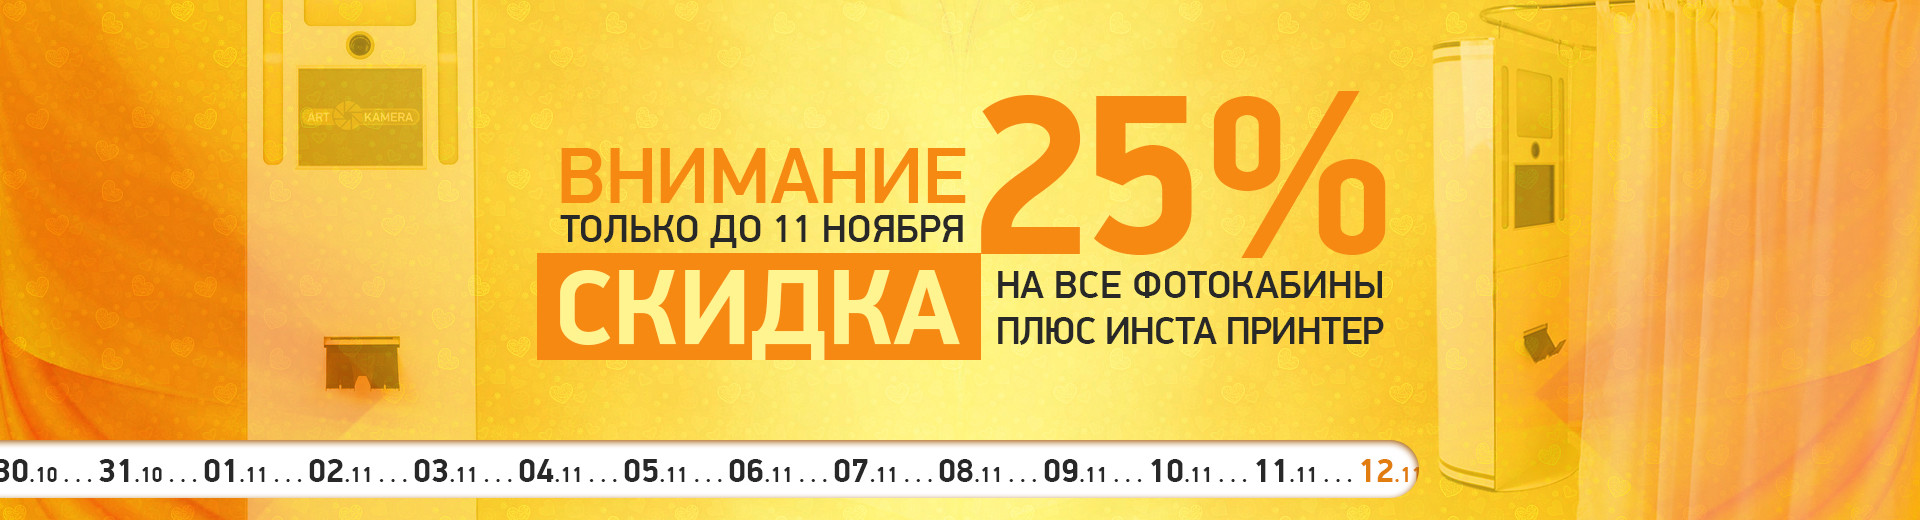 ART KAMERA
ВНИМАНИЕ
ТОЛЬКО ДО 11 НОЯБРЯ
СКИДКА
25%
НА ВСЕ ФОТОКАБИНЫ
ПЛЮС ИНСТА ПРИНТЕР
30.10...31.10...01.11...02.11...03.11...04.11...05.11...06.11...07.11...08.11...09.11...10.11...11.11...12.11